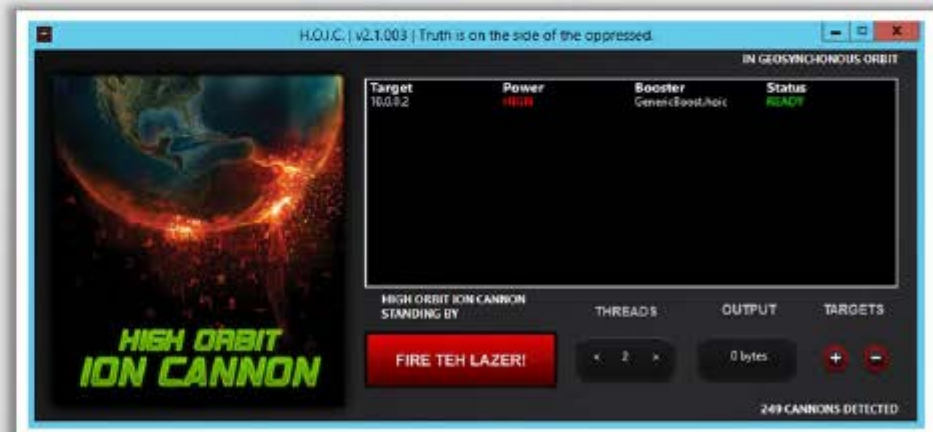 H.O.I.C. | v2.1.003 | Truth is on the side of the oppressed.
IN GEOSYNCHONOUS ORBIT
Target Power Booster Status
10.0.0.2 HIGH GenericBoost.hoic READY
HIGH ORBIT ION CANNON
STANDING BY
THREADS OUTPUT TARGETS
FIRE TEH LAZER! < 2 > 0 bytes + −
HIGH ORBIT
ION CANNON
249 CANNONS DETECTED